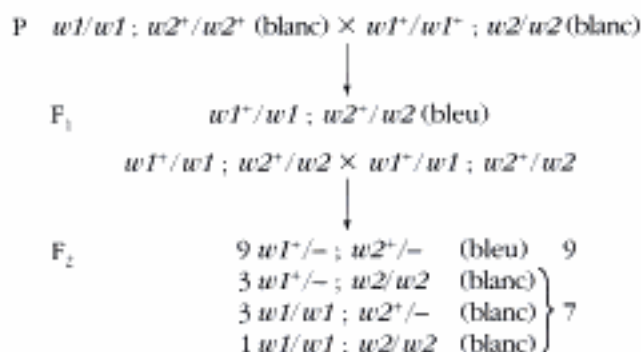 P w1/w1 ; w2⁺/w2⁺ (blanc) × w1⁺/w1⁺ ; w2/w2 (blanc)
F₁ w1⁺/w1 ; w2⁺/w2 (bleu)
w1⁺/w1 ; w2⁺/w2 × w1⁺/w1 ; w2⁺/w2
F₂ 9 w1⁺/– ; w2⁺/– (bleu) 9
3 w1⁺/– ; w2/w2 (blanc)
3 w1/w1 ; w2⁺/– (blanc) 7
1 w1/w1 ; w2/w2 (blanc)